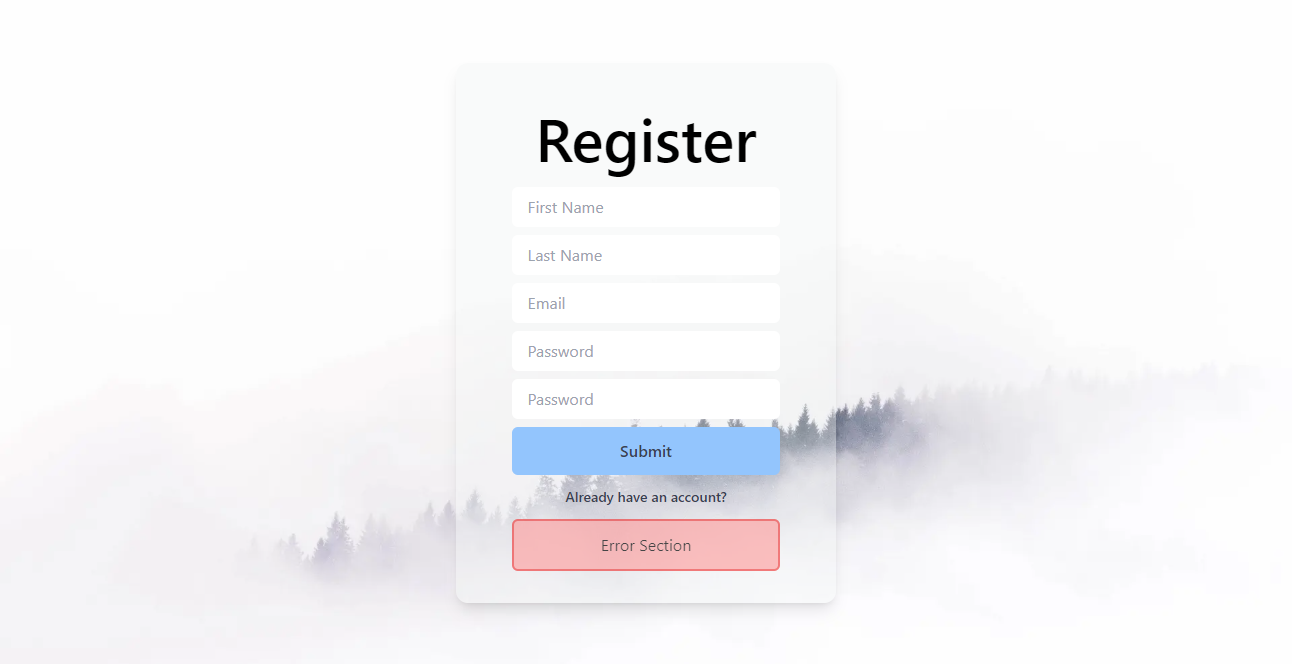 Register
First Name
Last Name
Email
Password
Password
Submit
Already have an account?
Error Section